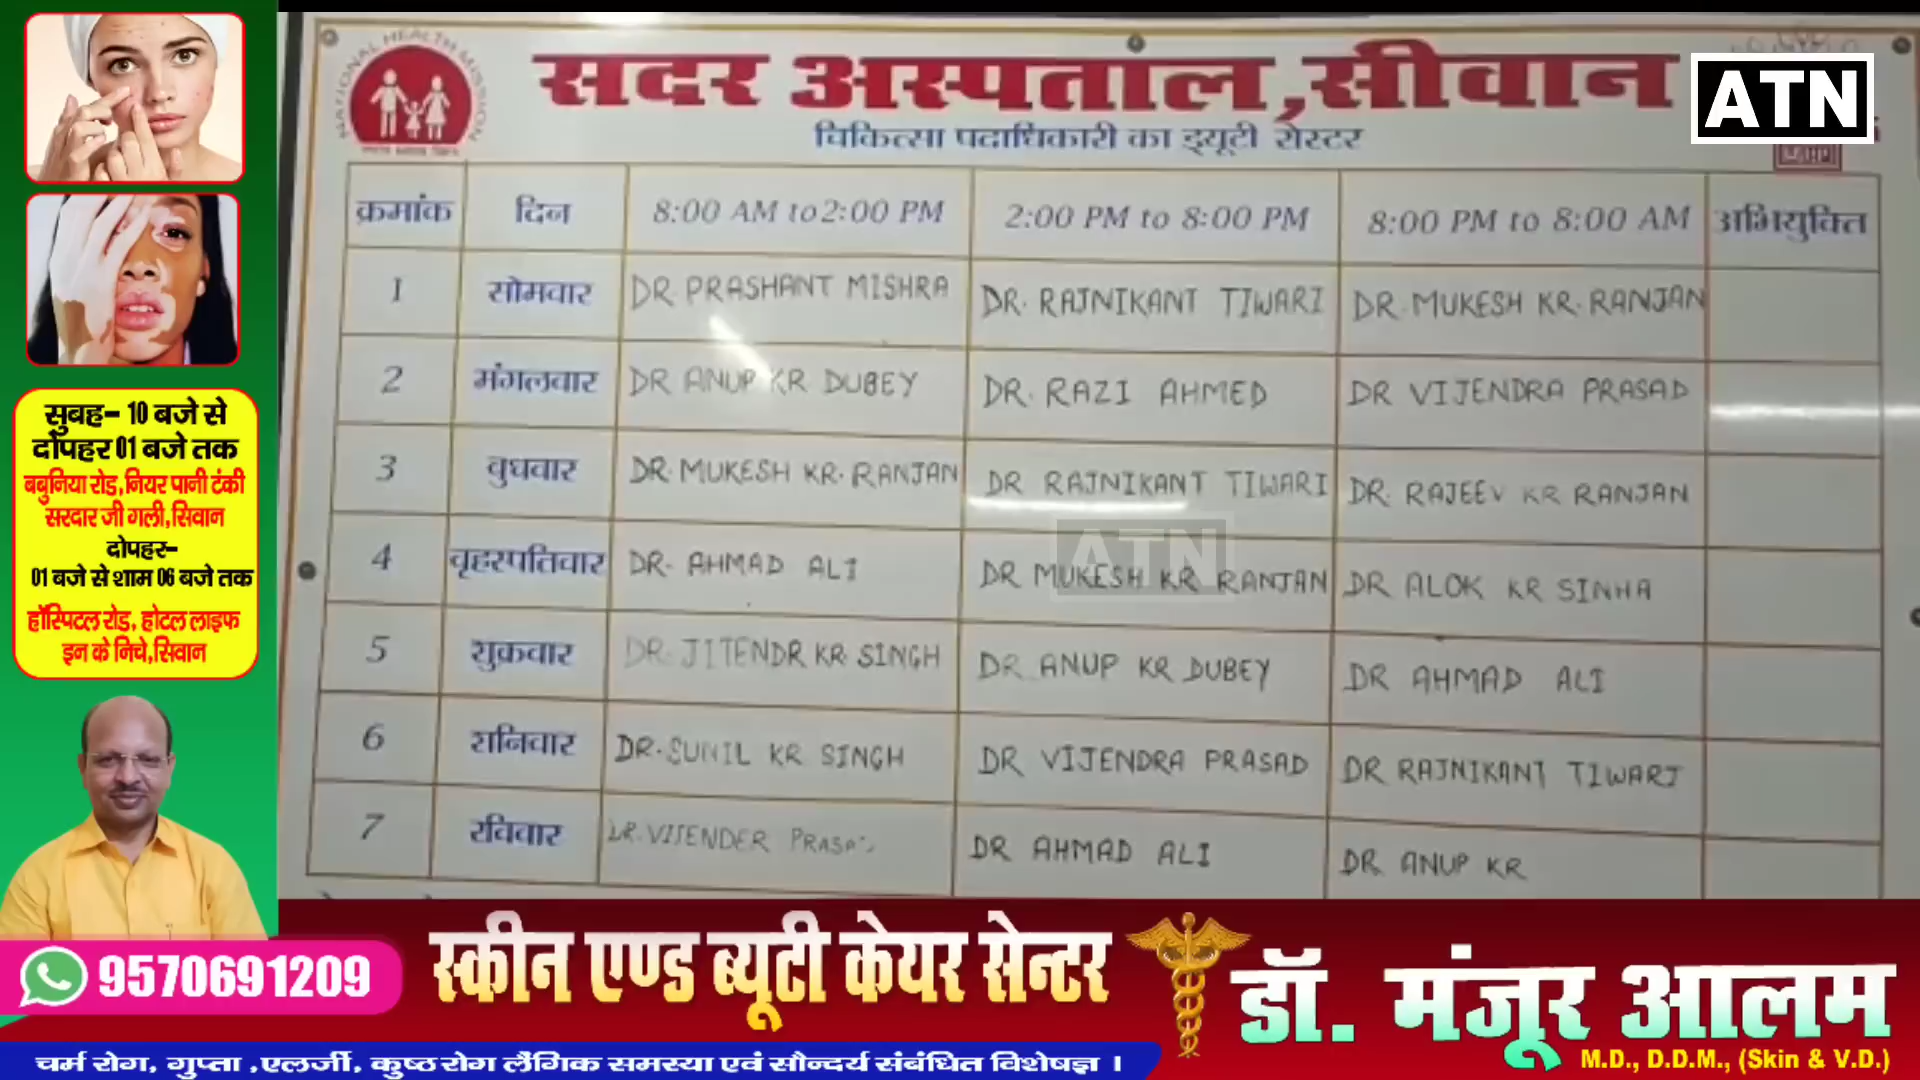 NATIONAL HEALTH MISSION
सदर अस्पताल,सीवान
ATN
चिकित्सा पदाधिकारी का ड्यूटी रोस्टर
क्रमांक दिन 8:00 AM to 2:00 PM 2:00 PM to 8:00 PM 8:00 PM to 8:00 AM अभियुक्ति
1 सोमवार DR. PRASHANT MISHRA DR. RAJNIKANT TIWARI DR. MUKESH KR. RANJAN
2 मंगलवार DR ANUP KR DUBEY DR. RAZI AHMED DR VIJENDRA PRASAD
3 बुधवार DR. MUKESH KR. RANJAN DR RAJNIKANT TIWARI DR. RAJEEV KR RANJAN
ATN
4 वृहस्पतिवार DR. AHMAD ALI DR MUKESH KR RANJAN DR ALOK KR SINHA
5 शुक्रवार DR. JITENDR KR. SINGH DR. ANUP KR DUBEY DR AHMAD ALI
6 शनिवार DR. SUNIL KR SINGH DR VIJENDRA PRASAD DR RAJNIKANT TIWARI
7 रविवार DR. VIJENDER DR AHMAD ALI DR ANUP KR
सुबह- 10 बजे से
दोपहर 01 बजे तक
बबुनिया रोड़,नियर पानी टंकी
सरदार जी गली,सिवान
दोपहर-
01 बजे से शाम 06 बजे तक
हॉस्पिटल रोड़, होटल लाइफ
इन के निचे,सिवान
9570691209
स्कीन एण्ड ब्यूटी केयर सेन्टर
डॉ. मंजूर आलम
M.D., D.D.M., (Skin & V.D.)
चर्म रोग, गुप्ता ,एलर्जी, कुष्ठ रोग लैंगिक समस्या एवं सौन्दर्य संबंधित विशेषज्ञ ।